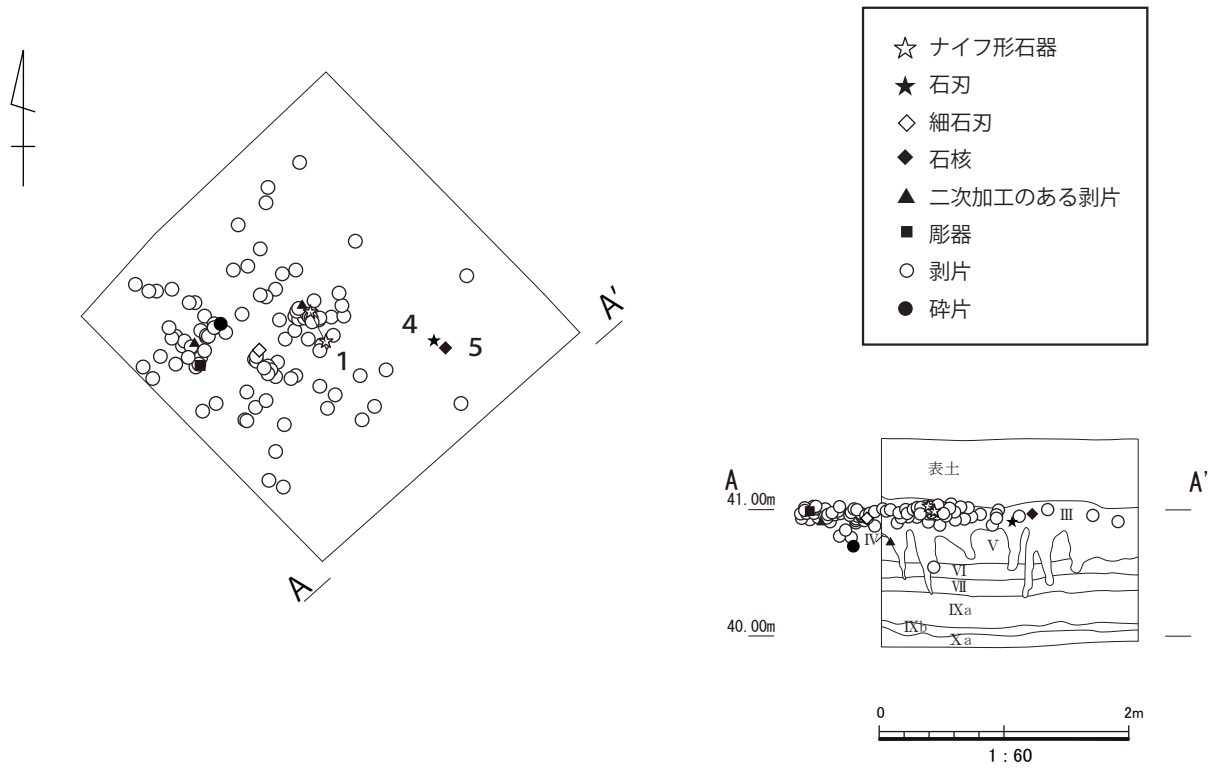 ナイフ形石器
石刃
細石刃
石核
二次加工のある剥片
彫器
剥片
砕片
A'
4
5
1
A
A
A'
41.00m
表土
Ⅲ
Ⅳ
Ⅴ
Ⅵ
Ⅶ
Ⅸa
40.00m
Ⅸb
Ⅹa
0 2m
1：60